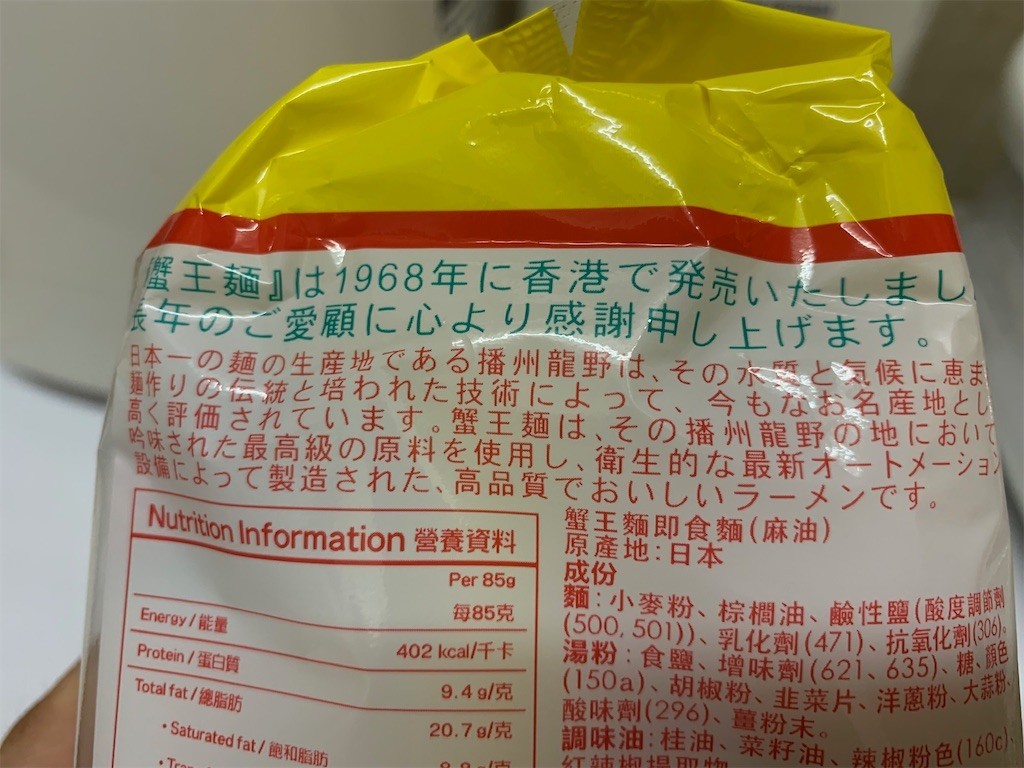 蟹王麺』は1968年に香港で発売いたしまし
年のご愛顧に心より感謝申し上げます。
日本一の麺の生産地である播州龍野は、その水質と気候に恵ま
麺作りの伝統と培われた技術によって、今もなお名産地とし
高く評価されています。蟹王麺は、その播州龍野の地において
吟味された最高級の原料を使用し、衛生的な最新オートメーション
設備によって製造された、高品質でおいしいラーメンです。
Nutrition Information 營養資料
Per 85g
每85克
Energy/能量
402 kcal/千卡
Protein/蛋白質
9.4 g/克
Total fat/總脂肪
20.7 g/克
• Saturated fat/飽和脂肪
蟹王麵即食麵(麻油)
原產地:日本
成份
麵:小麥粉、棕櫚油、鹼性鹽(酸度調節劑
(500, 501))、乳化劑(471)、抗氧化劑(306)。
湯粉:食鹽、增味劑(621、635)、糖、顏色
(150a)、胡椒粉、韭菜片、洋蔥粉、大蒜粉、
酸味劑(296)、薑粉末。
調味油:桂油、菜籽油、辣椒粉色(160c)、
紅辣椒提取物